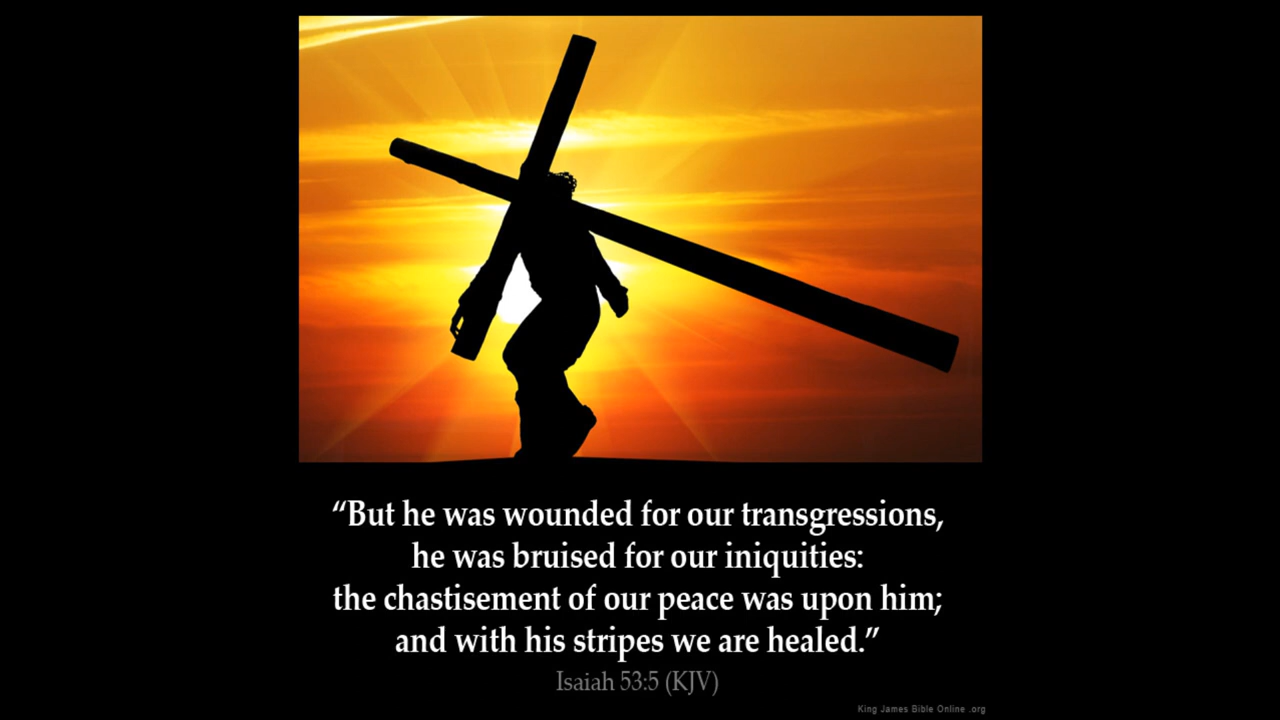 “But he was wounded for our transgressions,
he was bruised for our iniquities:
the chastisement of our peace was upon him;
and with his stripes we are healed.”
Isaiah 53:5 (KJV)
King James Bible Online .org